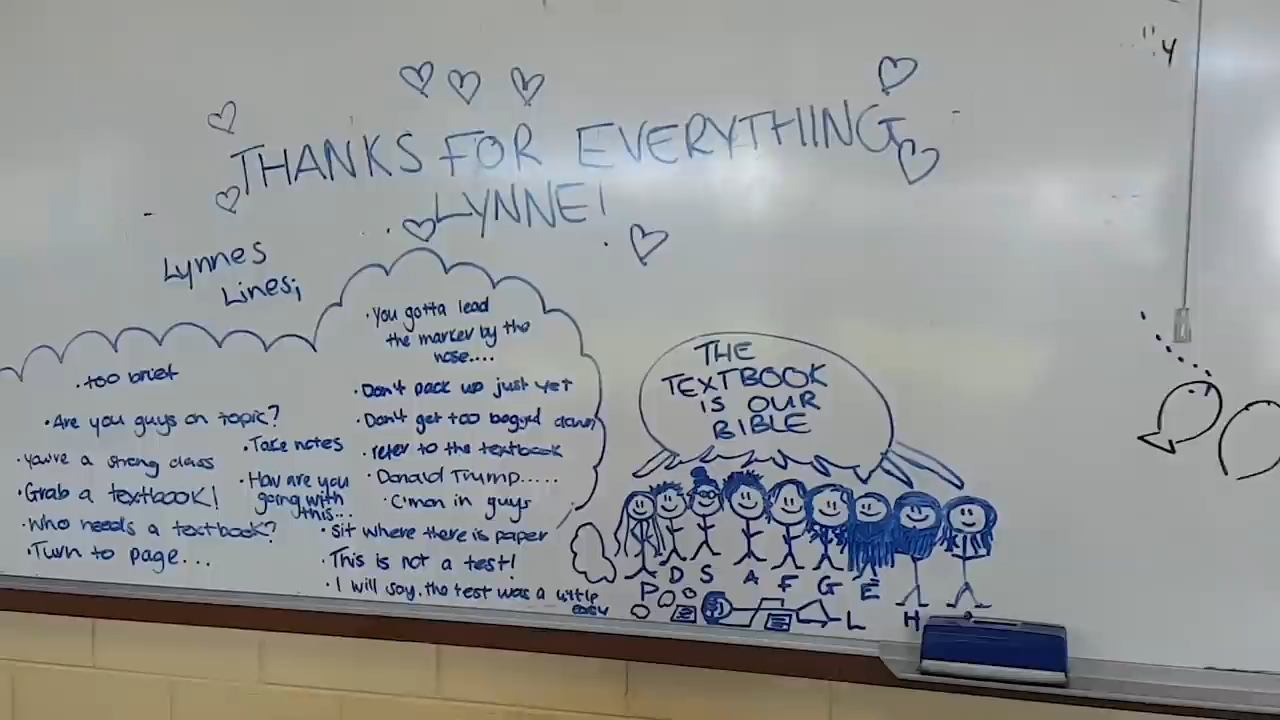 THANKS FOR EVERYTHING
LYNNE!
Lynnes
Lines;
• too brief
• Are you guys on topic?
• You're a strong class
• Grab a textbook!
• Who needs a textbook?
• Turn to page...
• Take notes
• How are you
going with
this...
• You gotta lead
the marker by the
nose....
• Don't pack up just yet
• Don't get too bogged down
• refer to the textbook
• Donald Trump.....
• C'mon in guys
• Sit where there is paper
• This is not a test!
• I will say, the test was a little
easy
THE
TEXTBOOK
IS OUR
BIBLE
P D S A F G E H
L
"4